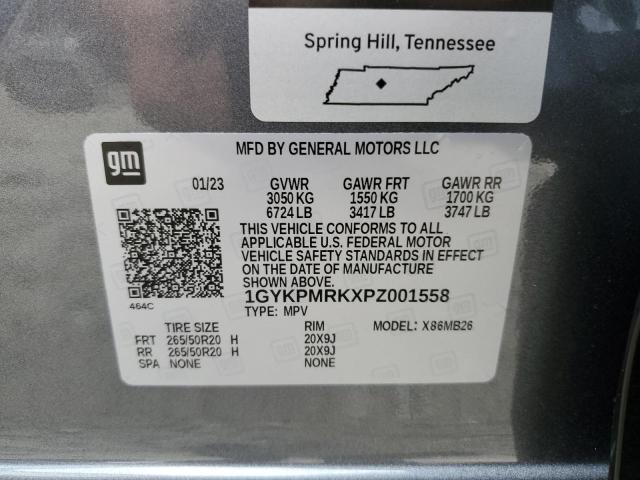 Spring Hill, Tennessee
gm
MFD BY GENERAL MOTORS LLC
01/23 GVWR GAWR FRT GAWR RR
3050 KG 1550 KG 1700 KG
6724 LB 3417 LB 3747 LB
THIS VEHICLE CONFORMS TO ALL
APPLICABLE U.S. FEDERAL MOTOR
VEHICLE SAFETY STANDARDS IN EFFECT
ON THE DATE OF MANUFACTURE
SHOWN ABOVE.
464C
1GYKPMRKXPZ001558
TYPE: MPV MODEL: X86MB26
TIRE SIZE RIM
FRT 265/50R20 H 20X9J
RR 265/50R20 H 20X9J
SPA NONE NONE